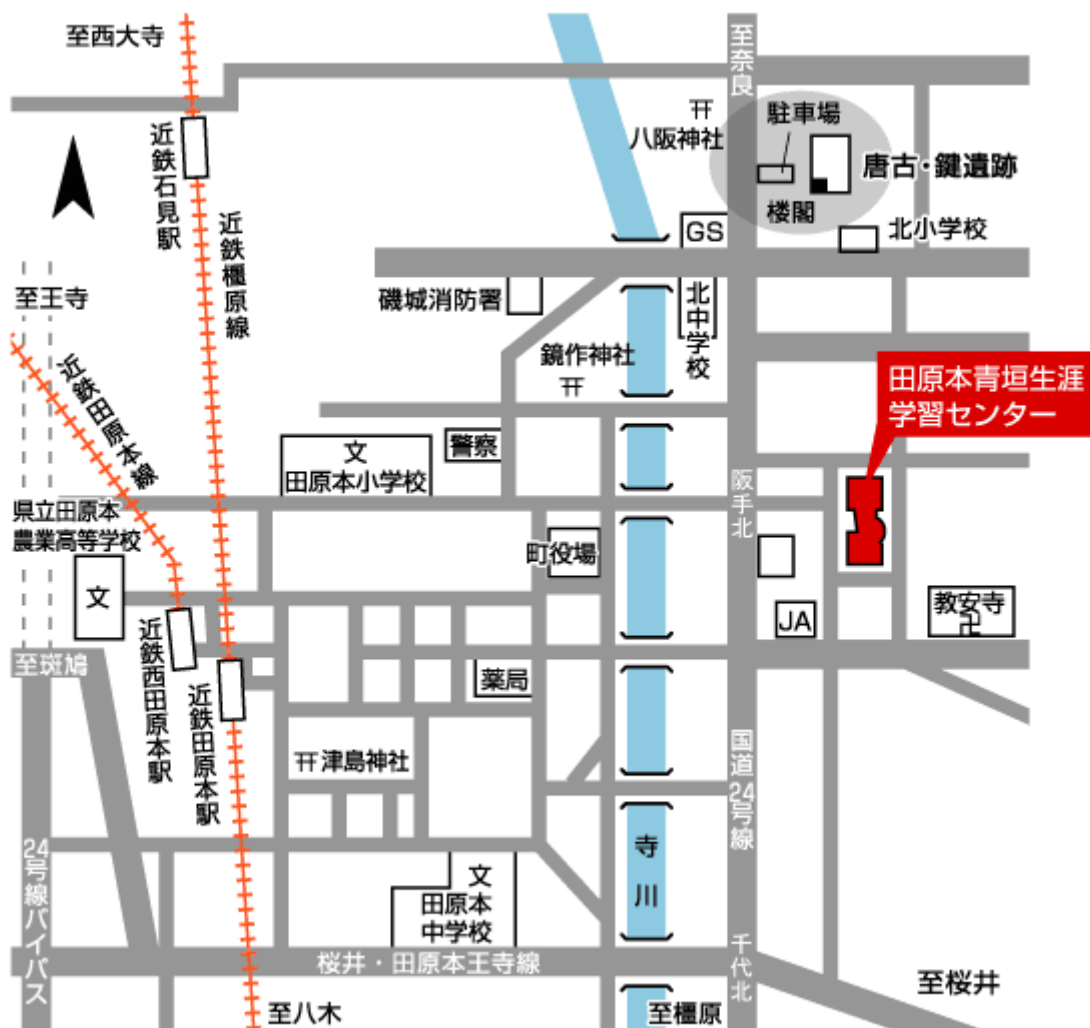 至西大寺
至奈良
八阪神社
駐車場
唐古・鍵遺跡
楼閣
近鉄石見駅
近鉄橿原線
GS
北小学校
至王寺
磯城消防署
北中学校
鏡作神社
近鉄田原本線
田原本青垣生涯
学習センター
警察
文
田原本小学校
阪手北
県立田原本
農業高等学校
町役場
文
JA
教安寺
卍
至斑鳩
近鉄西田原本駅
近鉄田原本駅
薬局
津島神社
国道24号線
24号線バイパス
寺川
文
田原本
中学校
桜井・田原本王寺線
千代北
至桜井
至八木
至橿原